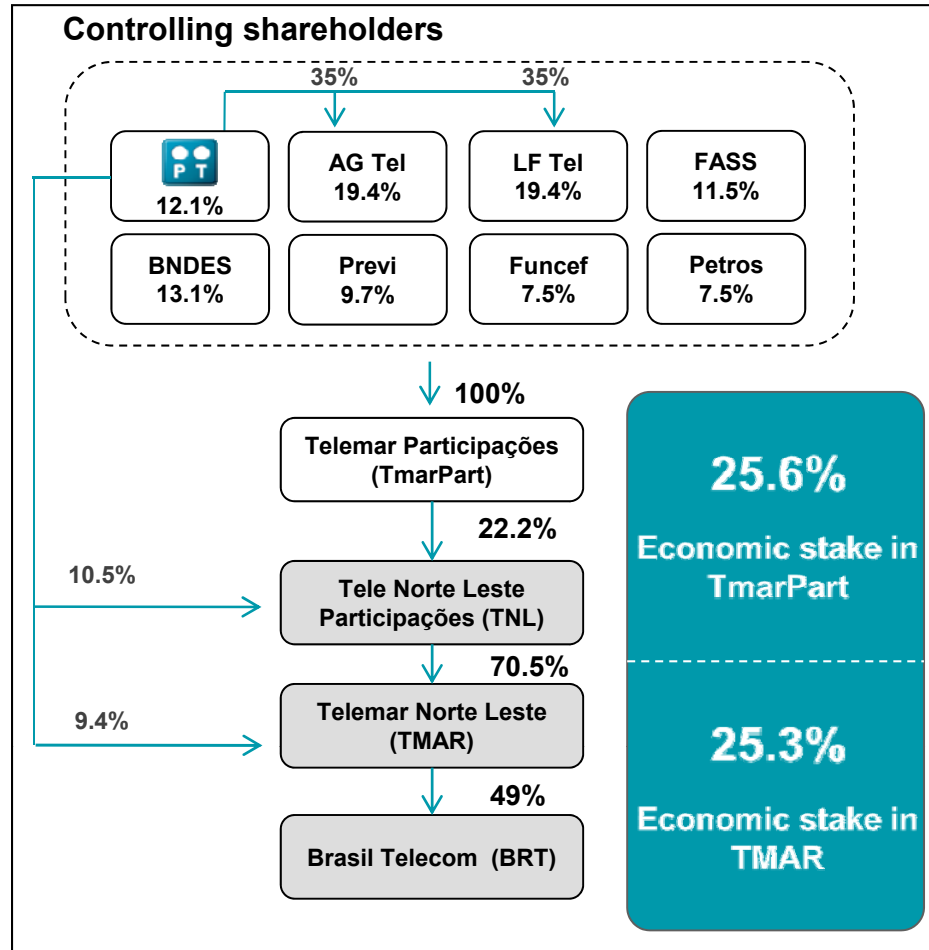 Controlling shareholders
35%
35%
P T
12.1%
AG Tel
19.4%
LF Tel
19.4%
FASS
11.5%
BNDES
13.1%
Previ
9.7%
Funcef
7.5%
Petros
7.5%
100%
Telemar Participações
(TmarPart)
22.2%
10.5%
Tele Norte Leste
Participações (TNL)
70.5%
9.4%
Telemar Norte Leste
(TMAR)
49%
Brasil Telecom (BRT)
25.6%
Economic stake in
TmarPart
25.3%
Economic stake in
TMAR